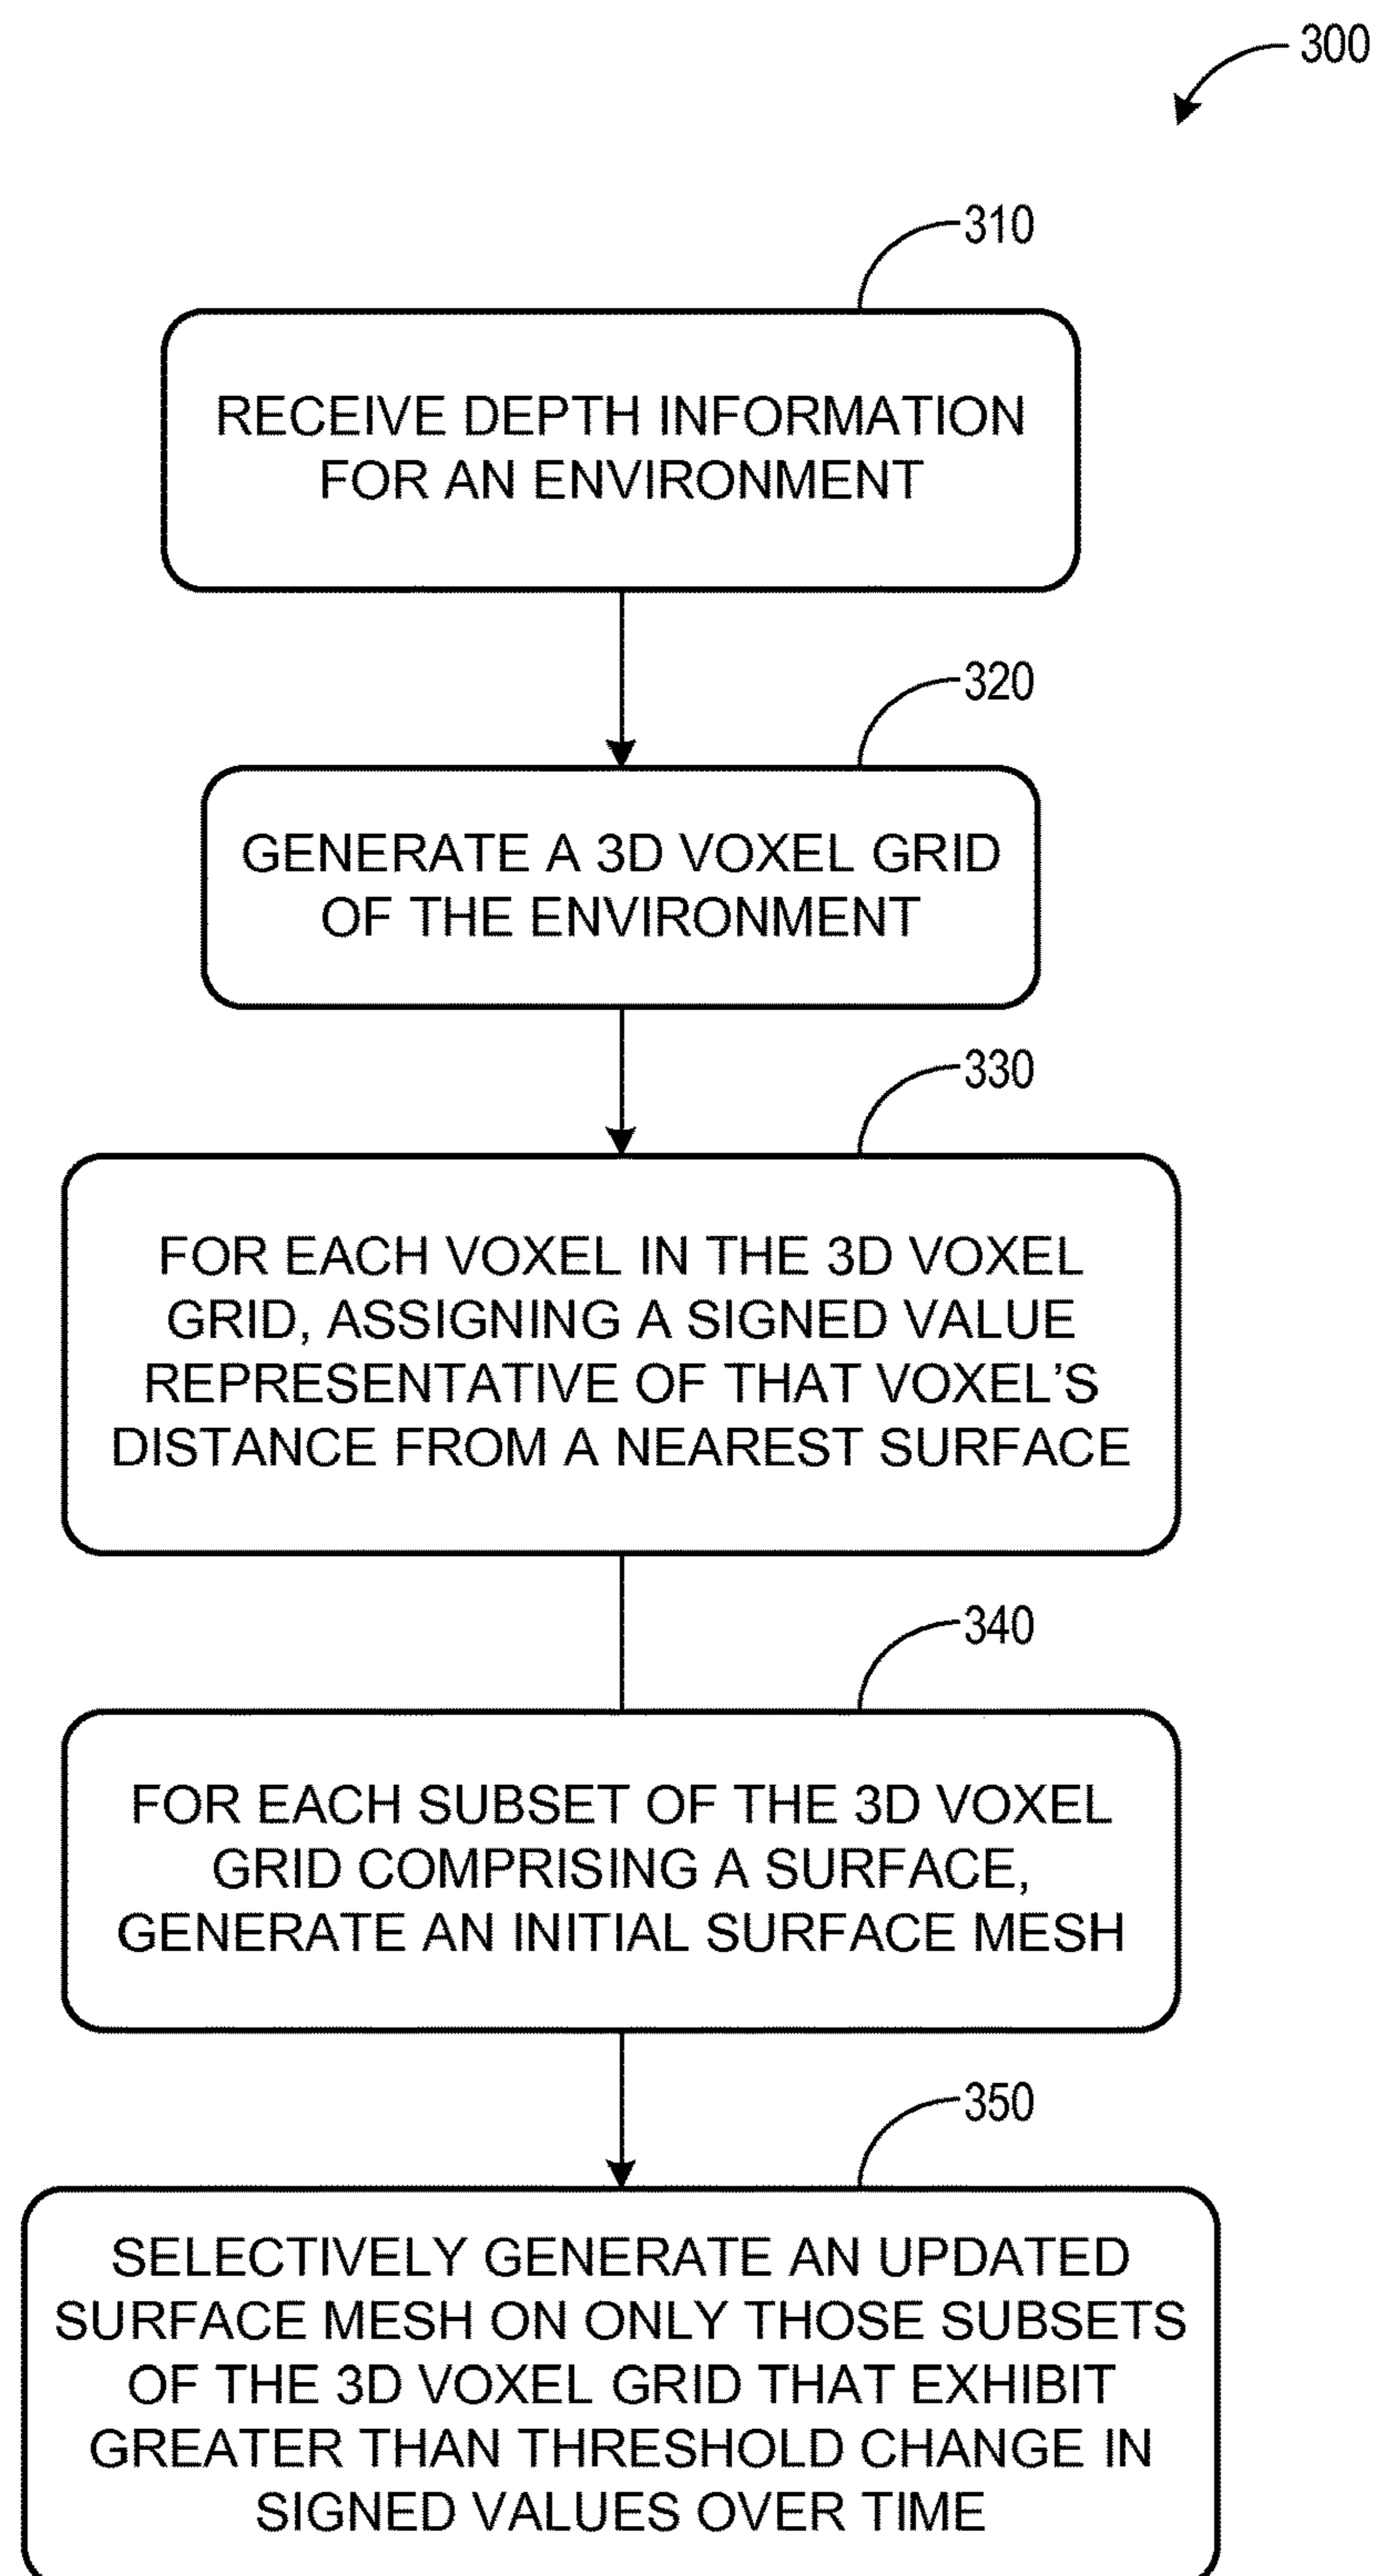 300
310
RECEIVE DEPTH INFORMATION
FOR AN ENVIRONMENT
320
GENERATE A 3D VOXEL GRID
OF THE ENVIRONMENT
330
FOR EACH VOXEL IN THE 3D VOXEL
GRID, ASSIGNING A SIGNED VALUE
REPRESENTATIVE OF THAT VOXEL’S
DISTANCE FROM A NEAREST SURFACE
340
FOR EACH SUBSET OF THE 3D VOXEL
GRID COMPRISING A SURFACE,
GENERATE AN INITIAL SURFACE MESH
350
SELECTIVELY GENERATE AN UPDATED
SURFACE MESH ON ONLY THOSE SUBSETS
OF THE 3D VOXEL GRID THAT EXHIBIT
GREATER THAN THRESHOLD CHANGE IN
SIGNED VALUES OVER TIME